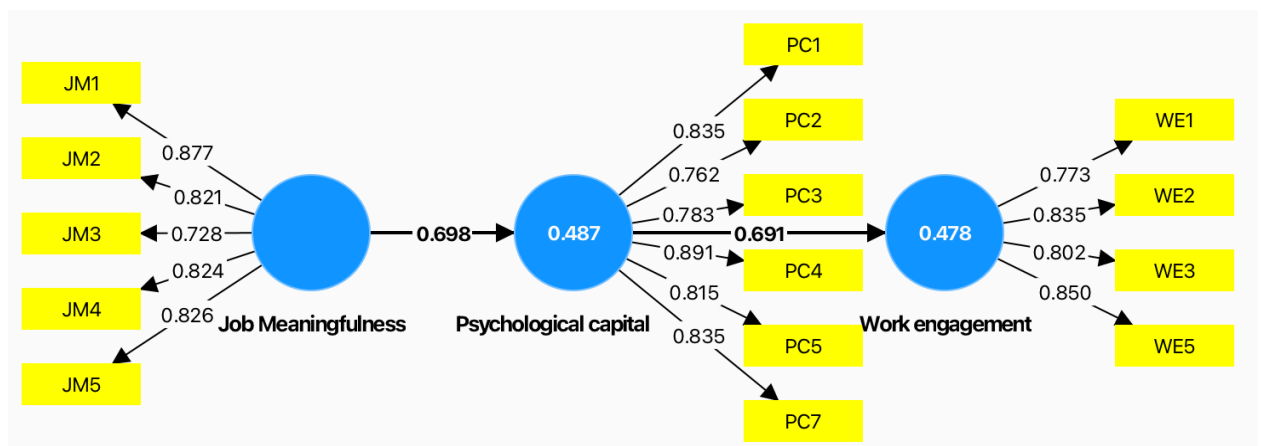 JM1
JM2
JM3
JM4
JM5
0.877
0.821
0.728
0.824
0.826
Job Meaningfulness
0.698
0.487
Psychological capital
0.835
0.762
0.783
0.691
0.891
0.815
0.835
PC1
PC2
PC3
PC4
PC5
PC7
0.478
Work engagement
0.773
0.835
0.802
0.850
WE1
WE2
WE3
WE5